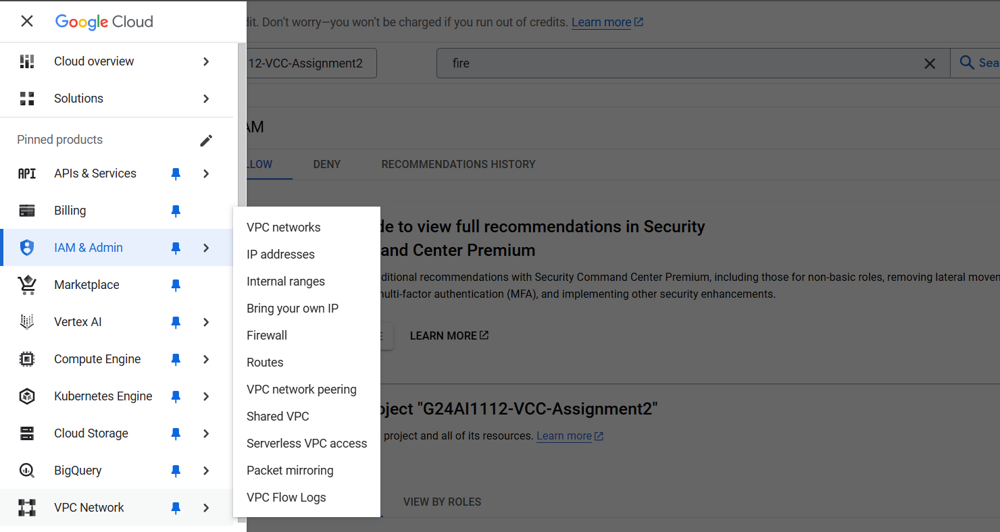 Google Cloud
dit. Don't worry—you won't be charged if you run out of credits. Learn more
Cloud overview
12-VCC-Assignment2
fire
Sea
Solutions
AM
Pinned products
LLOW
DENY
RECOMMENDATIONS HISTORY
API
APIs & Services
Billing
IAM & Admin
Marketplace
Vertex AI
Compute Engine
Kubernetes Engine
Cloud Storage
BigQuery
VPC Network
VPC networks
IP addresses
Internal ranges
Bring your own IP
Firewall
Routes
VPC network peering
Shared VPC
Serverless VPC access
Packet mirroring
VPC Flow Logs
de to view full recommendations in Security
and Center Premium
ditional recommendations with Security Command Center Premium, including those for non-basic roles, removing lateral movem
multi-factor authentication (MFA), and implementing other security enhancements.
E
LEARN MORE
oject "G24AI1112-VCC-Assignment2"
project and all of its resources. Learn more
VIEW BY ROLES